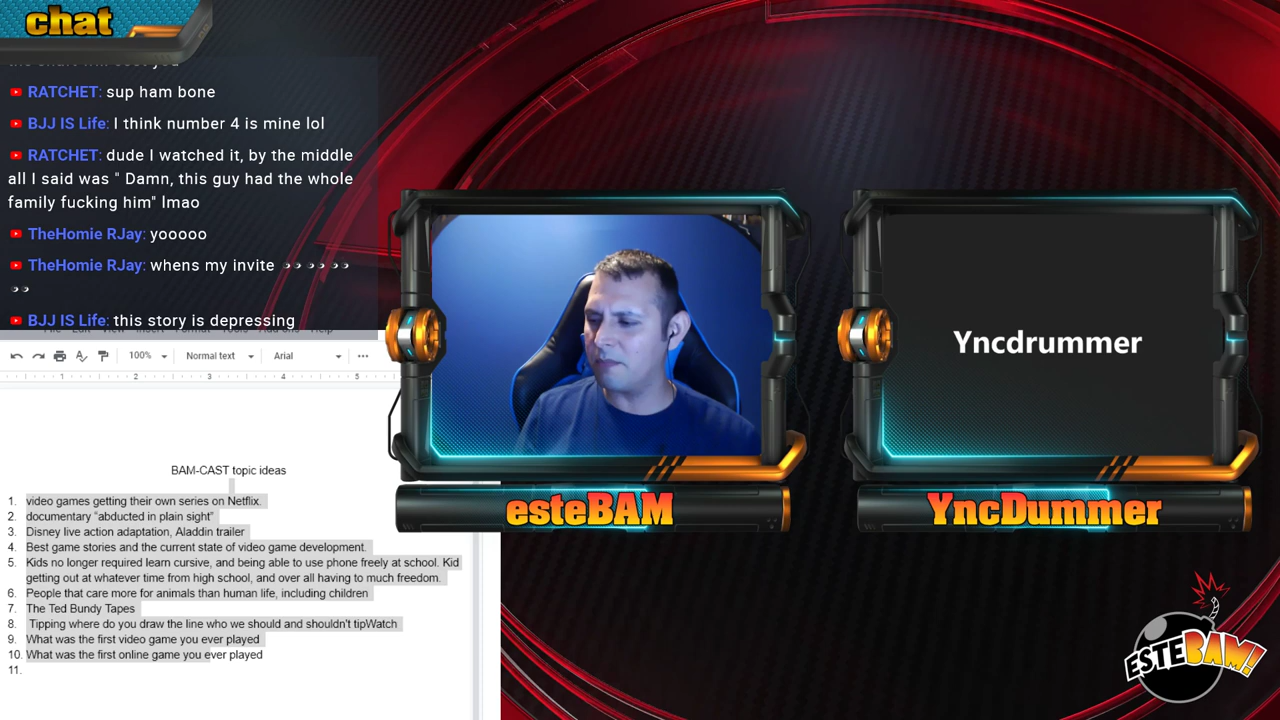 chat
RATCHET: sup ham bone
BJJ IS Life: I think number 4 is mine lol
RATCHET: dude I watched it, by the middle
all I said was " Damn, this guy had the whole
family fucking him" lmao
TheHomie RJay: yooooo
TheHomie RJay: whens my invite
BJJ IS Life: this story is depressing
100%
Normal text
Arial
1 2 3 4 5
BAM-CAST topic ideas
1. video games getting their own series on Netflix.
2. documentary “abducted in plain sight”
3. Disney live action adaptation, Aladdin trailer
4. Best game stories and the current state of video game development.
5. Kids no longer required learn cursive, and being able to use phone freely at school. Kid
getting out at whatever time from high school, and over all having to much freedom.
6. People that care more for animals than human life, including children
7. The Ted Bundy Tapes
8. Tipping where do you draw the line who we should and shouldn't tipWatch
9. What was the first video game you ever played
10. What was the first online game you ever played
11.
Yncdrummer
esteBAM
YncDummer
ESTEBAM!